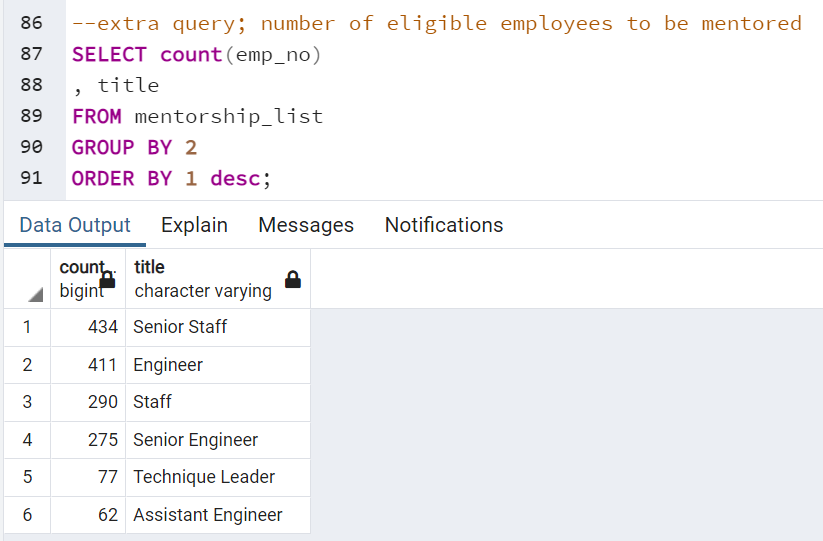 86 --extra query; number of eligible employees to be mentored
87 SELECT count(emp_no)
88 , title
89 FROM mentorship_list
90 GROUP BY 2
91 ORDER BY 1 desc;
Data Output Explain Messages Notifications
count.. title
bigint character varying
1 434 Senior Staff
2 411 Engineer
3 290 Staff
4 275 Senior Engineer
5 77 Technique Leader
6 62 Assistant Engineer